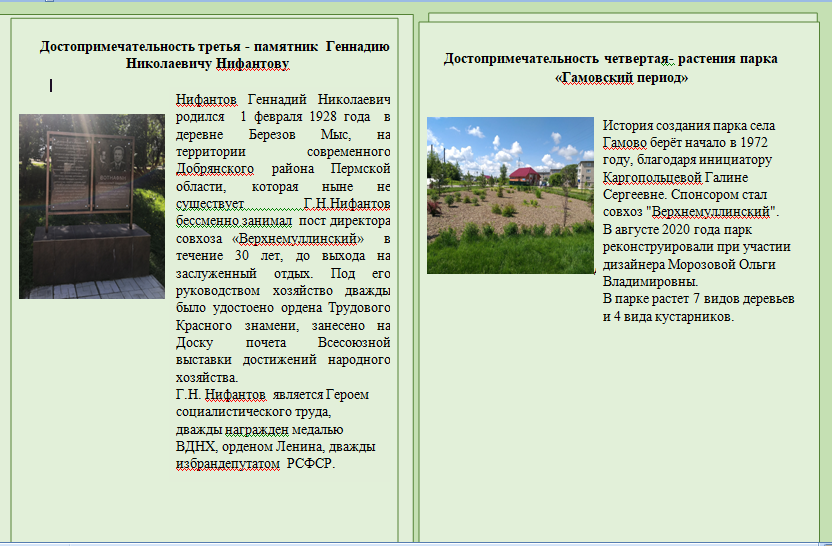 Достопримечательность третья - памятник Геннадию
Николаевичу Нифантову
Нифантов Геннадий Николаевич
родился 1 февраля 1928 года в
деревне Березов Мыс, на
территории современного
Добрянского района Пермской
области, которая ныне не
существует Г.Н.Нифантов
бессменно занимал пост директора
совхоза «Верхнемуллинский» в
течение 30 лет, до выхода на
заслуженный отдых. Под его
руководством хозяйство дважды
было удостоено ордена Трудового
Красного знамени, занесено на
Доску почета Всесоюзной
выставки достижений народного
хозяйства.
Г.Н. Нифантов является Героем
социалистического труда,
дважды награжден медалью
ВДНХ, орденом Ленина, дважды
избрандепутатом РСФСР.
Достопримечательность четвертая- растения парка
«Гамовский период»
История создания парка села
Гамово берёт начало в 1972
году, благодаря инициатору
Каргопольцевой Галине
Сергеевне. Спонсором стал
совхоз "Верхнемуллинский".
В августе 2020 года парк
реконструировали при участии
дизайнера Морозовой Ольги
Владимировны.
В парке растет 7 видов деревьев
и 4 вида кустарников.